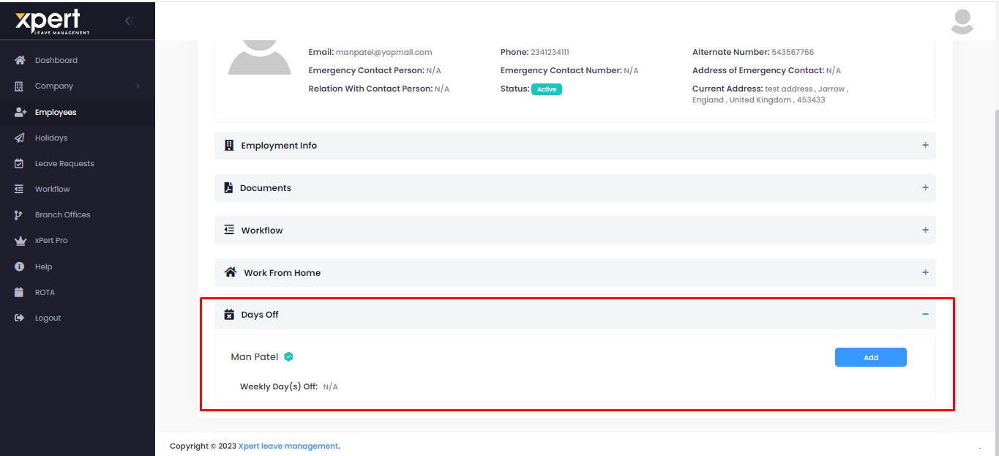 xpert
LEAVE MANAGEMENT
Dashboard
Company
Employees
Holidays
Leave Requests
Workflow
Branch Offices
xPert Pro
Help
ROTA
Logout
Email: manpatel@yopmail.com
Phone: 2341234111
Alternate Number: 543567766
Emergency Contact Person: N/A
Emergency Contact Number: N/A
Address of Emergency Contact: N/A
Relation With Contact Person: N/A
Status: Active
Current Address: test address , Jarrow ,
England , United Kingdom , 453433
Employment Info
Documents
Workflow
Work From Home
Days Off
Man Patel
Add
Weekly Day(s) Off: N/A
Copyright © 2023 Xpert leave management.